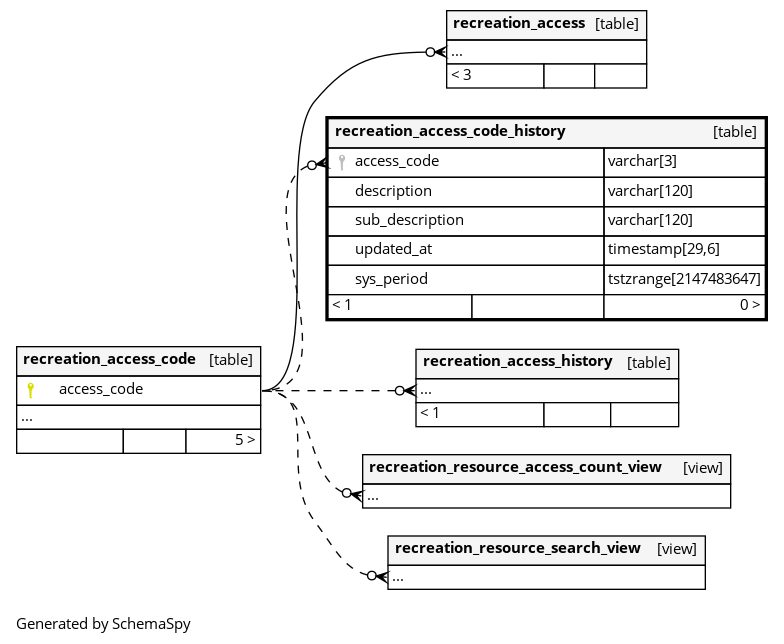 recreation_access [table]
...
< 3
recreation_access_code_history [table]
access_code varchar[3]
description varchar[120]
sub_description varchar[120]
updated_at timestamp[29,6]
sys_period tstzrange[2147483647]
< 1 0 >
recreation_access_code [table]
access_code
...
5 >
recreation_access_history [table]
...
< 1
recreation_resource_access_count_view [view]
...
recreation_resource_search_view [view]
...
Generated by SchemaSpy